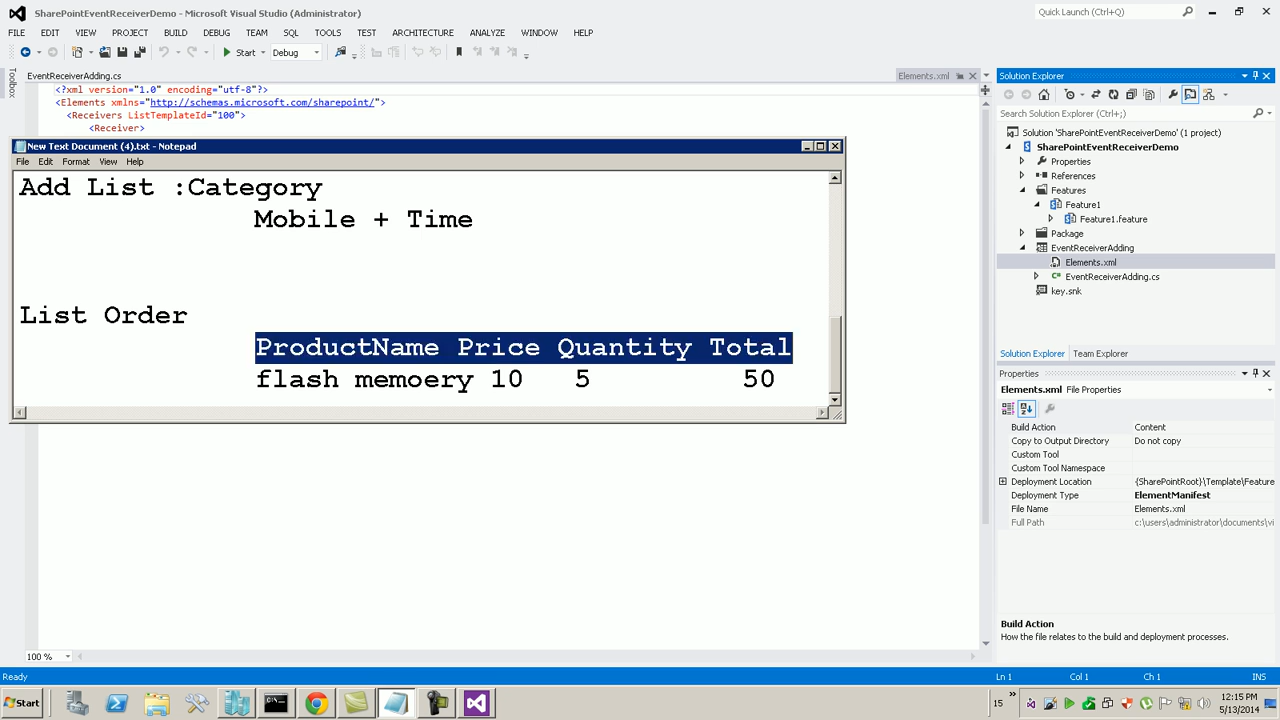 SharePointEventReceiverDemo - Microsoft Visual Studio (Administrator)
Quick Launch (Ctrl+Q)
FILE EDIT VIEW PROJECT BUILD DEBUG TEAM SQL TOOLS TEST ARCHITECTURE ANALYZE WINDOW HELP
Start Debug
Toolbox
EventReceiverAdding.cs
Elements.xml
<?xml version="1.0" encoding="utf-8"?>
<Elements xmlns="http://schemas.microsoft.com/sharepoint/">
<Receivers ListTemplateId="100">
<Receiver>
New Text Document (4).txt - Notepad
File Edit Format View Help
Add List :Category
Mobile + Time
List Order
ProductName Price Quantity Total
flash memoery 10 5 50
100 %
Solution Explorer
Search Solution Explorer (Ctrl+;)
Solution 'SharePointEventReceiverDemo' (1 project)
SharePointEventReceiverDemo
Properties
References
Features
Feature1
Feature1.feature
Package
EventReceiverAdding
Elements.xml
EventReceiverAdding.cs
key.snk
Solution Explorer Team Explorer
Properties
Elements.xml File Properties
Build Action Content
Copy to Output Directory Do not copy
Custom Tool
Custom Tool Namespace
Deployment Location {SharePointRoot}\Template\Feature
Deployment Type ElementManifest
File Name Elements.xml
Full Path c:\users\administrator\documents\vi
Build Action
How the file relates to the build and deployment processes.
Ready Ln 1 Col 1 Ch 1 INS
Start
15
12:15 PM
5/13/2014